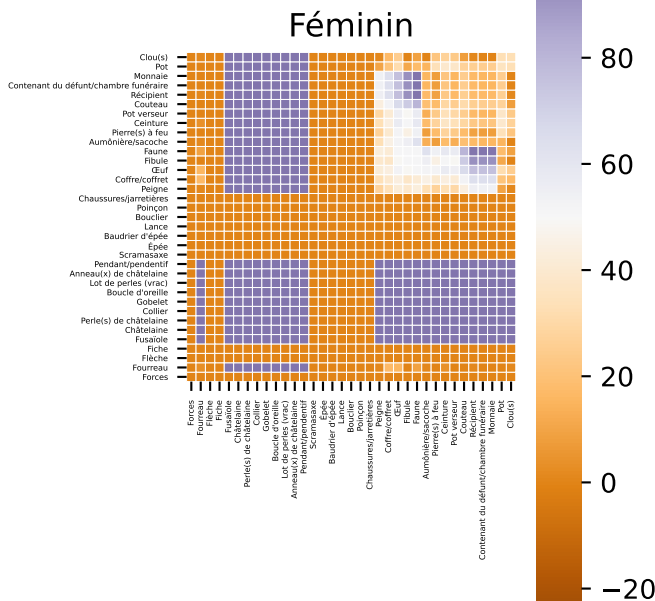 Féminin
Clou(s)
Pot
Monnaie
Contenant du défunt/chambre funéraire
Récipient
Couteau
Pot verseur
Ceinture
Pierre(s) à feu
Aumônière/sacoche
Faune
Fibule
Œuf
Coffre/coffret
Peigne
Chaussures/jarretières
Poinçon
Bouclier
Lance
Baudrier d'épée
Épée
Scramasaxe
Pendant/pendentif
Anneau(x) de châtelaine
Lot de perles (vrac)
Boucle d'oreille
Gobelet
Collier
Perle(s) de châtelaine
Châtelaine
Fusaïole
Fiche
Flèche
Fourreau
Forces
Forces
Fourreau
Flèche
Fiche
Fusaïole
Châtelaine
Perle(s) de châtelaine
Collier
Gobelet
Boucle d'oreille
Lot de perles (vrac)
Anneau(x) de châtelaine
Pendant/pendentif
Scramasaxe
Épée
Baudrier d'épée
Lance
Bouclier
Poinçon
Chaussures/jarretières
Peigne
Coffre/coffret
Œuf
Fibule
Faune
Aumônière/sacoche
Pierre(s) à feu
Ceinture
Pot verseur
Couteau
Récipient
Contenant du défunt/chambre funéraire
Monnaie
Pot
Clou(s)
80
60
40
20
0
−20